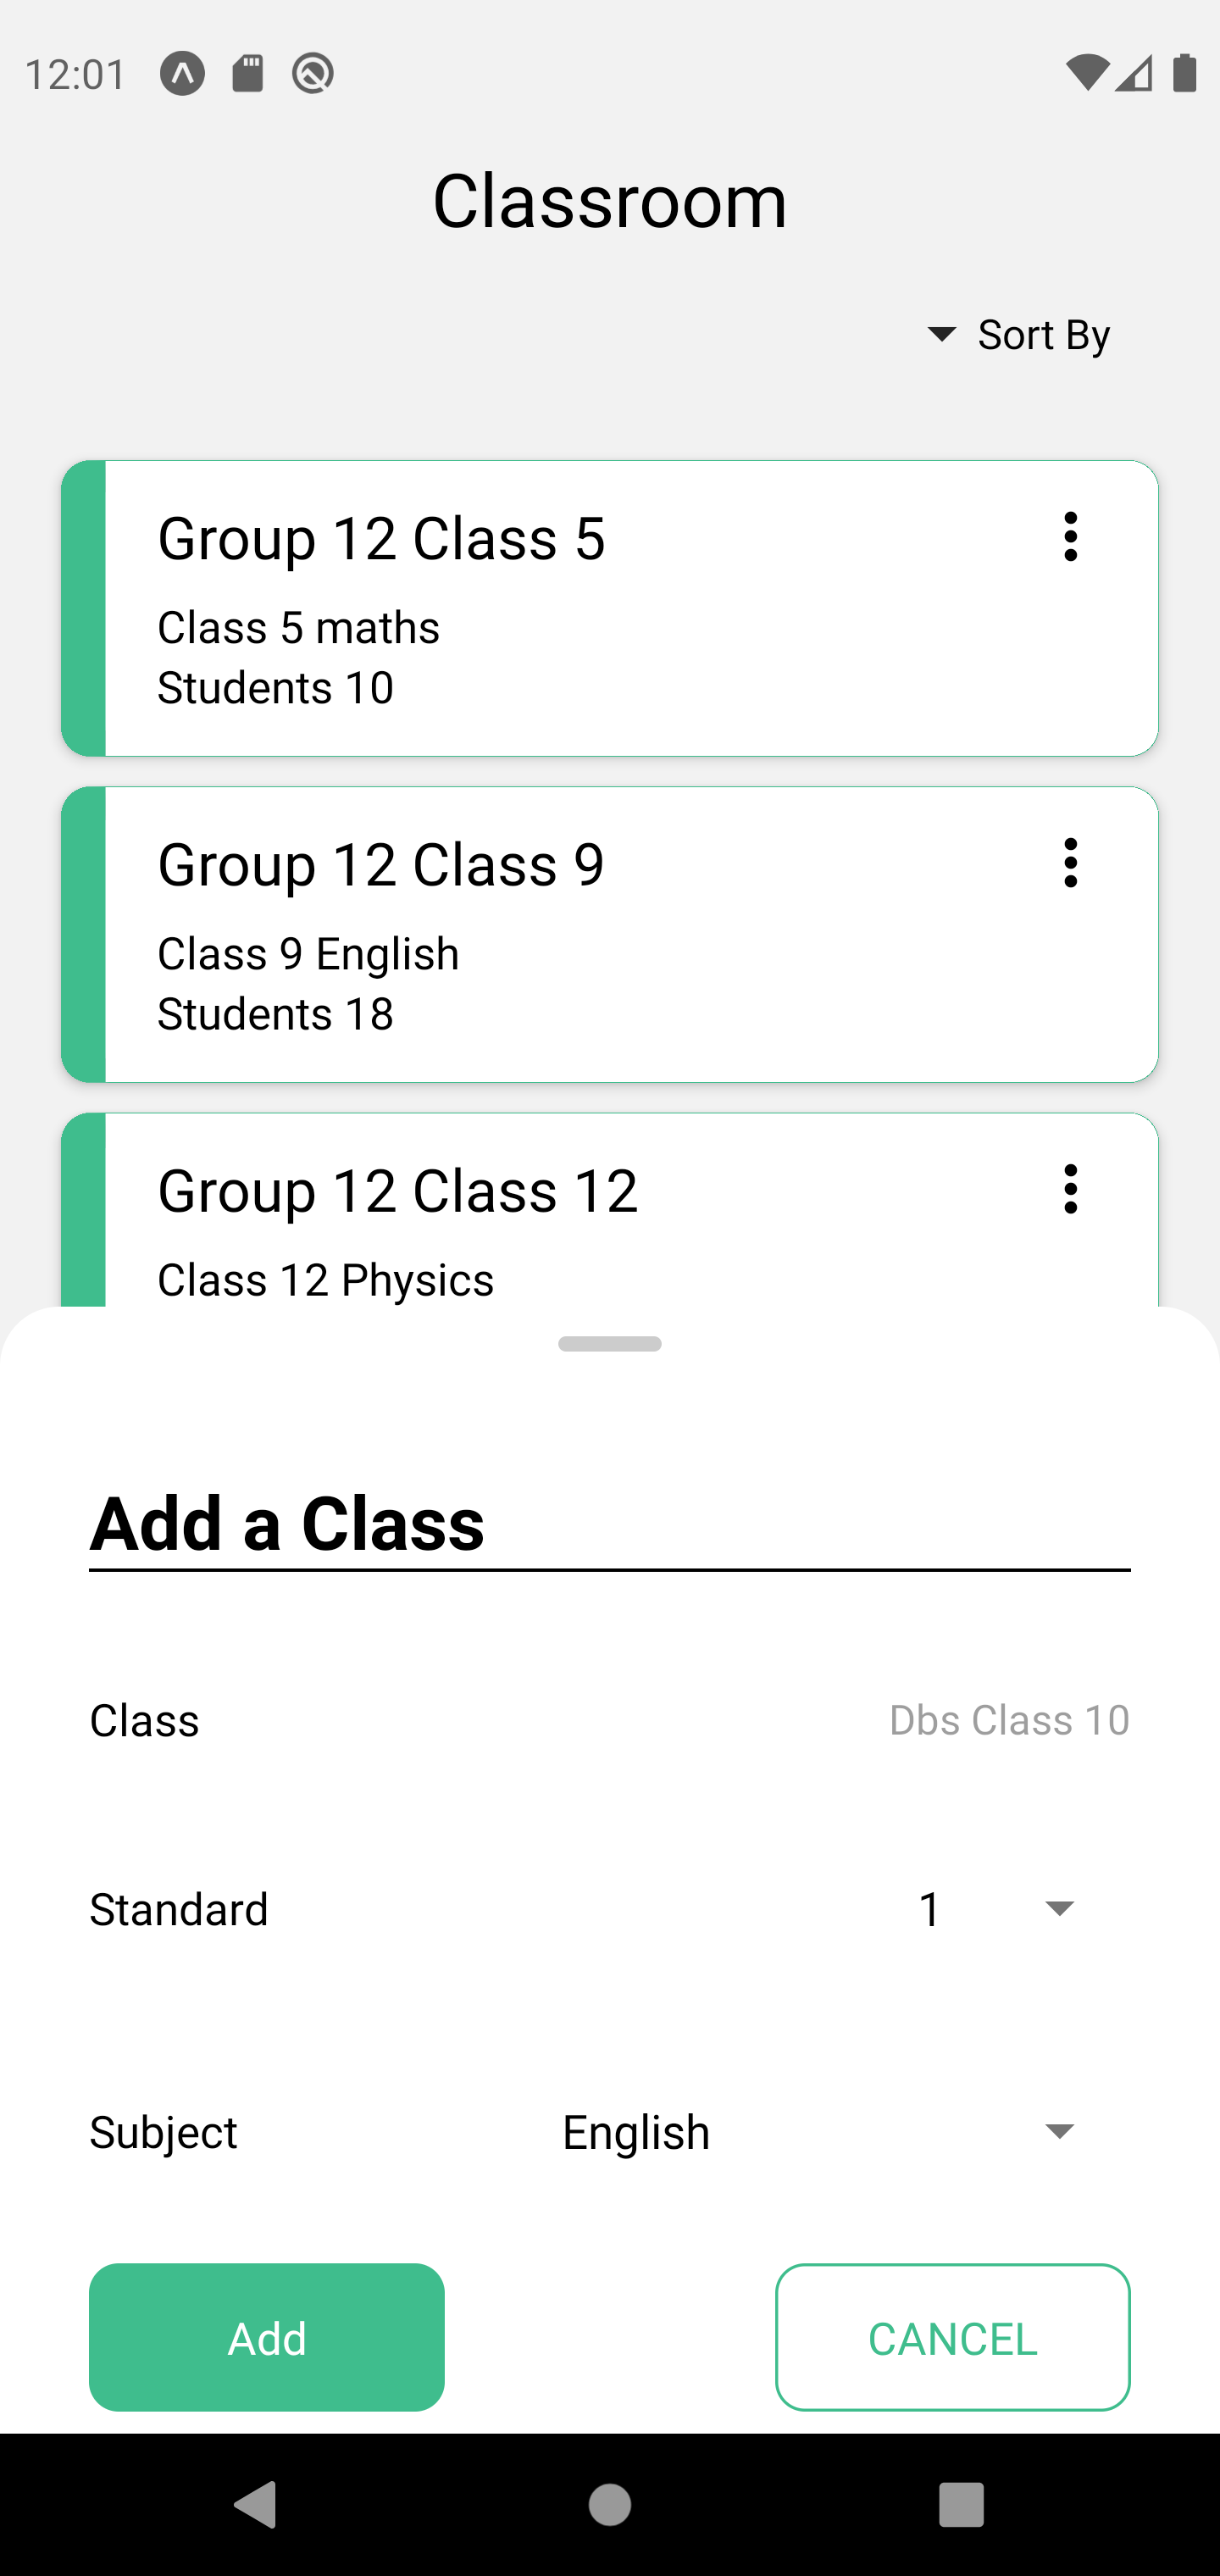 12:01
Classroom
Sort By
Group 12 Class 5
Class 5 maths
Students 10
Group 12 Class 9
Class 9 English
Students 18
Group 12 Class 12
Class 12 Physics
Add a Class
Class Dbs Class 10
Standard 1
Subject English
Add CANCEL